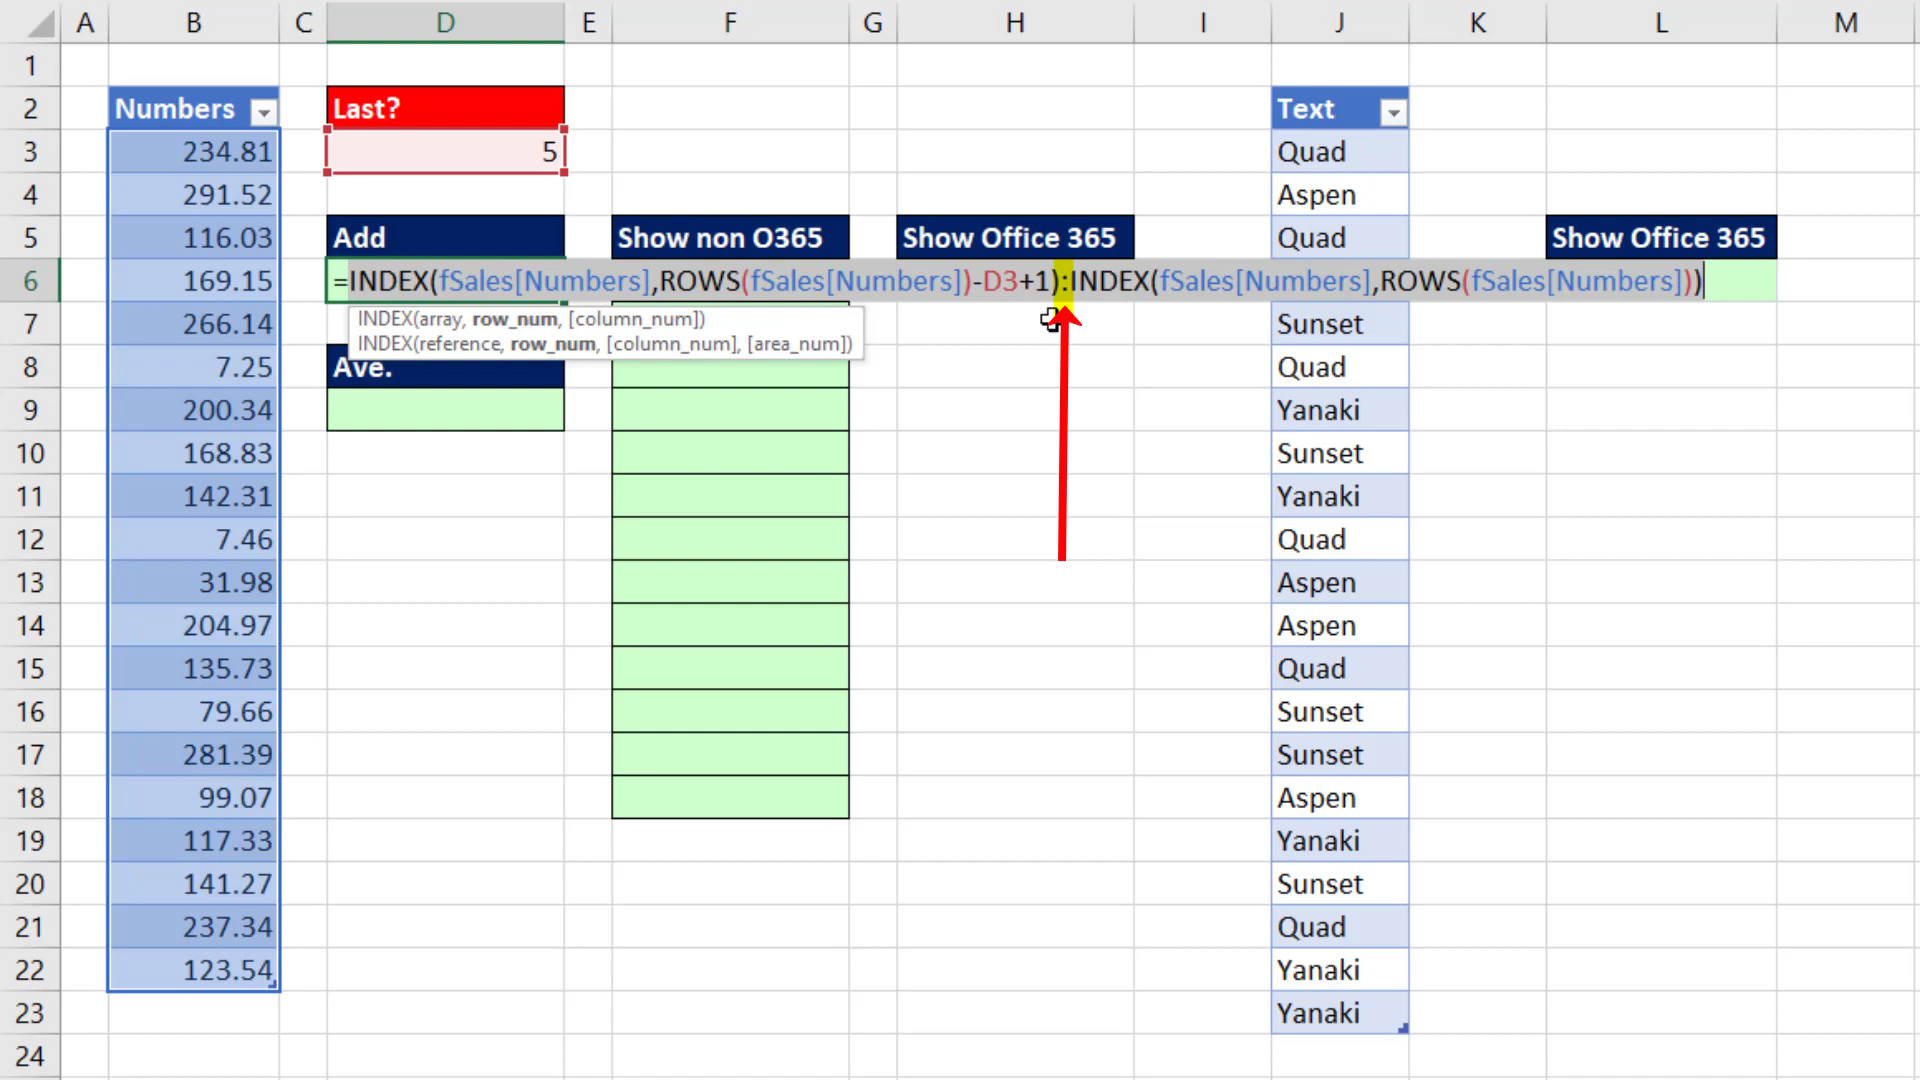 A B C D E F G H I J K L M
1
2 Numbers Last? Text
3 234.81 5 Quad
4 291.52 Aspen
5 116.03 Add Show non O365 Show Office 365 Quad Show Office 365
6 169.15 =INDEX(fSales[Numbers],ROWS(fSales[Numbers])-D3+1):INDEX(fSales[Numbers],ROWS(fSales[Numbers]))
7 266.14 INDEX(array, row_num, [column_num]) Sunset
INDEX(reference, row_num, [column_num], [area_num])
8 7.25 Ave. Quad
9 200.34 Yanaki
10 168.83 Sunset
11 142.31 Yanaki
12 7.46 Quad
13 31.98 Aspen
14 204.97 Aspen
15 135.73 Quad
16 79.66 Sunset
17 281.39 Sunset
18 99.07 Aspen
19 117.33 Yanaki
20 141.27 Sunset
21 237.34 Quad
22 123.54 Yanaki
23 Yanaki
24